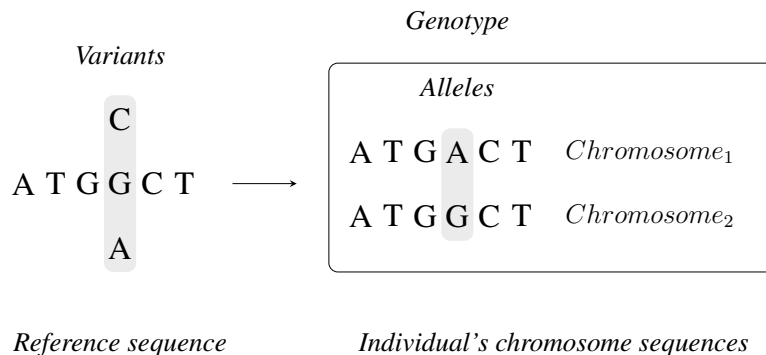 Genotype
Variants
Alleles
C
A T G G C T
A
A T G A C T Chromosome₁
A T G G C T Chromosome₂
Reference sequence
Individual's chromosome sequences